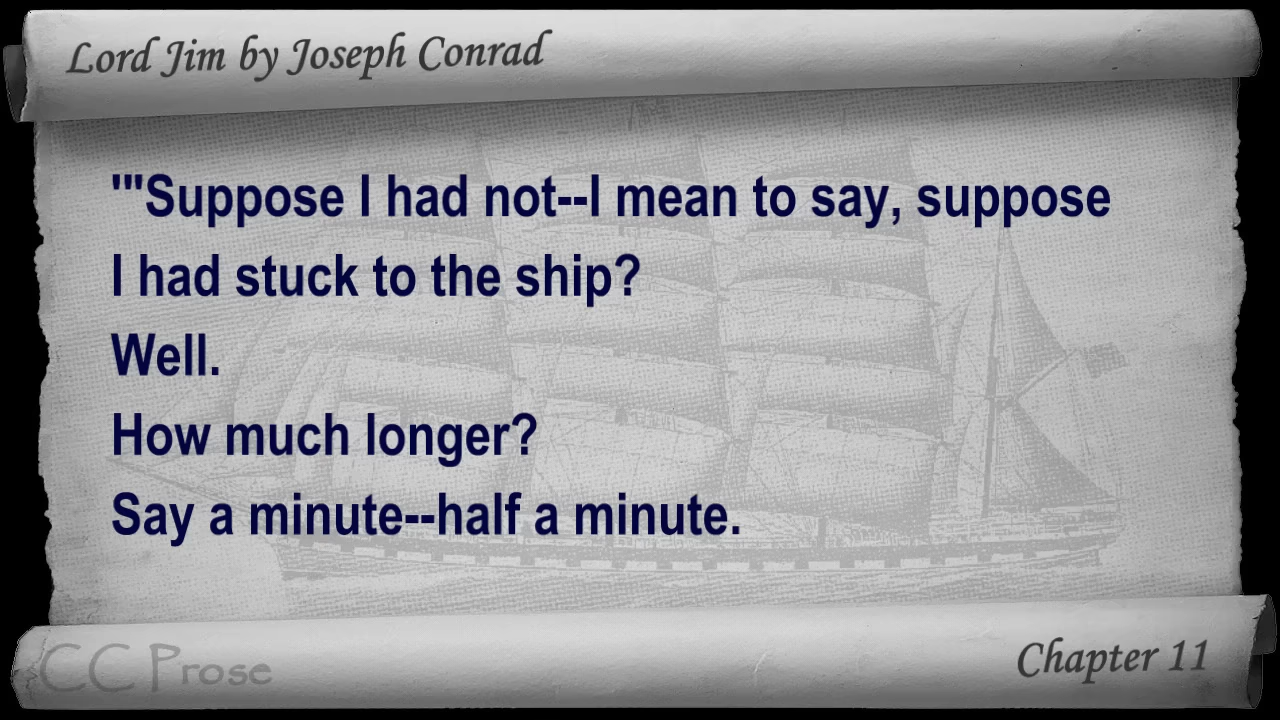 Lord Jim by Joseph Conrad
'"Suppose I had not--I mean to say, suppose
I had stuck to the ship?
Well.
How much longer?
Say a minute--half a minute.
CC Prose
Chapter 11